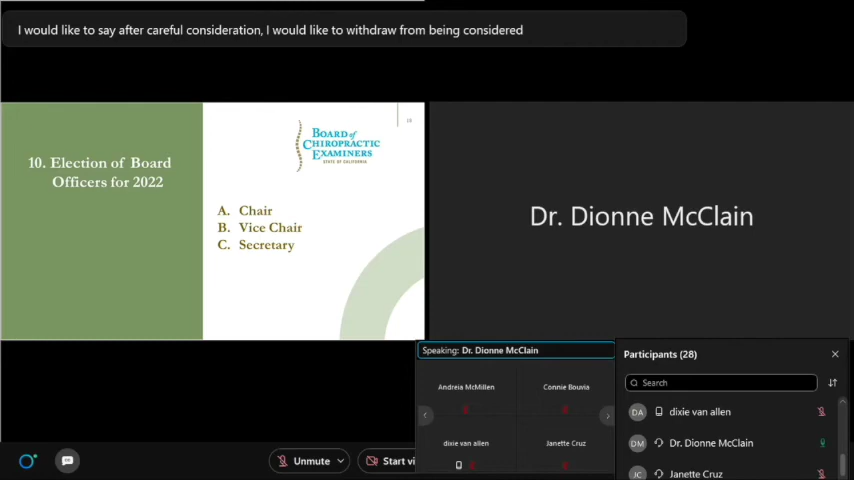 I would like to say after careful consideration, I would like to withdraw from being considered
10. Election of Board
Officers for 2022
18
BOARD of
CHIROPRACTIC
EXAMINERS
STATE OF CALIFORNIA
A. Chair
B. Vice Chair
C. Secretary
Dr. Dionne McClain
Speaking: Dr. Dionne McClain
Andreia McMillen
Connie Bouvia
dixie van allen
Janette Cruz
Participants (28)
Search
DA dixie van allen
DM Dr. Dionne McClain
JC Janette Cruz
Unmute
Start vi